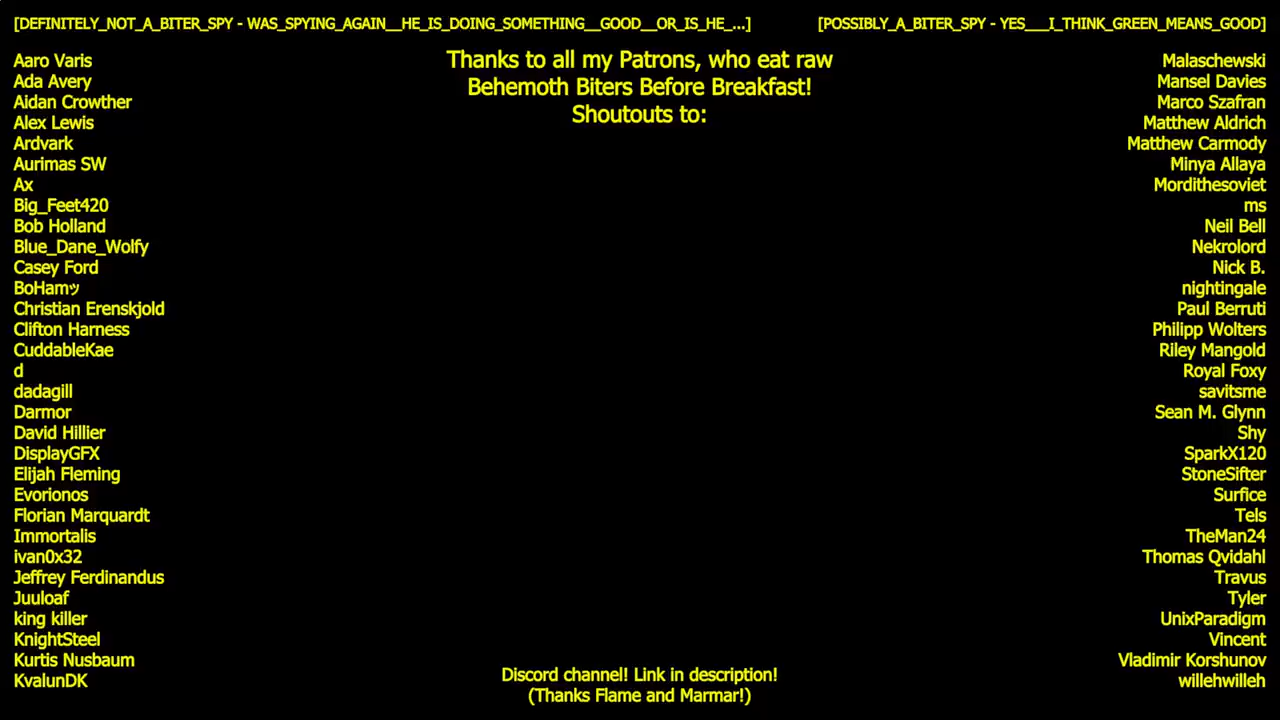 [DEFINITELY_NOT_A_BITER_SPY - WAS_SPYING_AGAIN__HE_IS_DOING_SOMETHING__GOOD__OR_IS_HE_...]
[POSSIBLY_A_BITER_SPY - YES___I_THINK_GREEN_MEANS_GOOD]
Thanks to all my Patrons, who eat raw
Behemoth Biters Before Breakfast!
Shoutouts to:
Aaro Varis
Ada Avery
Aidan Crowther
Alex Lewis
Ardvark
Aurimas SW
Ax
Big_Feet420
Bob Holland
Blue_Dane_Wolfy
Casey Ford
BoHamッ
Christian Erenskjold
Clifton Harness
CuddableKae
d
dadagill
Darmor
David Hillier
DisplayGFX
Elijah Fleming
Evorionos
Florian Marquardt
Immortalis
ivan0x32
Jeffrey Ferdinandus
Juuloaf
king killer
KnightSteel
Kurtis Nusbaum
KvalunDK
Malaschewski
Mansel Davies
Marco Szafran
Matthew Aldrich
Matthew Carmody
Minya Allaya
Mordithesoviet
ms
Neil Bell
Nekrolord
Nick B.
nightingale
Paul Berruti
Philipp Wolters
Riley Mangold
Royal Foxy
savitsme
Sean M. Glynn
Shy
SparkX120
StoneSifter
Surfice
Tels
TheMan24
Thomas Qvidahl
Travus
Tyler
UnixParadigm
Vincent
Vladimir Korshunov
willehwilleh
Discord channel! Link in description!
(Thanks Flame and Marmar!)